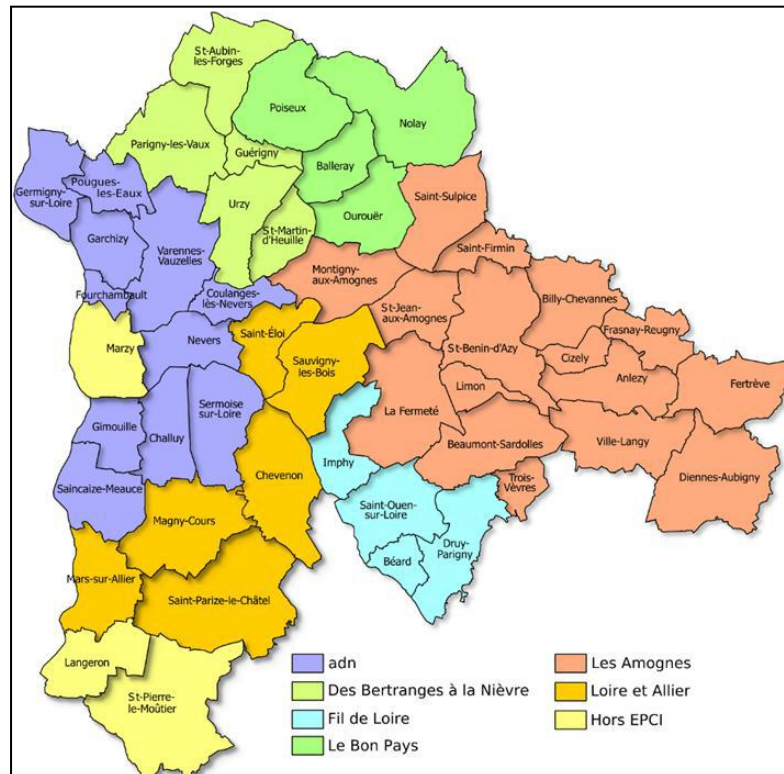 St-Aubin-
les-Forges
Poiseux
Nolay
Parigny-les-Vaux
Guérigny
Balleray
Pougues-
les-Eaux
Germigny-
sur-Loire
Urzy
Saint-Sulpice
Ourouër
St-Martin-
d'Heuille
Garchizy
Varennes-
Vauzelles
Saint-Firmin
Montigny-
aux-Amognes
Fourchambault
Coulanges-
lès-Nevers
Billy-Chevannes
St-Jean-
aux-Amognes
Frasnay-Reugny
Marzy
Nevers
Saint-Éloi
Sauvigny-
les-Bois
St-Benin-d'Azy
Cizely
Anlezy
Fertrève
Limon
La Fermeté
Gimouille
Challuy
Sermoise
sur-Loire
Beaumont-Sardolles
Ville-Langy
Imphy
Chevenon
Diennes-Aubigny
Saincaize-Meauce
Trois-
Vèvres
Magny-Cours
Saint-Ouen-
sur-Loire
Druy-
Parigny
Béard
Mars-sur-Allier
Saint-Parize-le-Châtel
Langeron
St-Pierre-
le-Moûtier
adn
Des Bertranges à la Nièvre
Fil de Loire
Le Bon Pays
Les Amognes
Loire et Allier
Hors EPCI